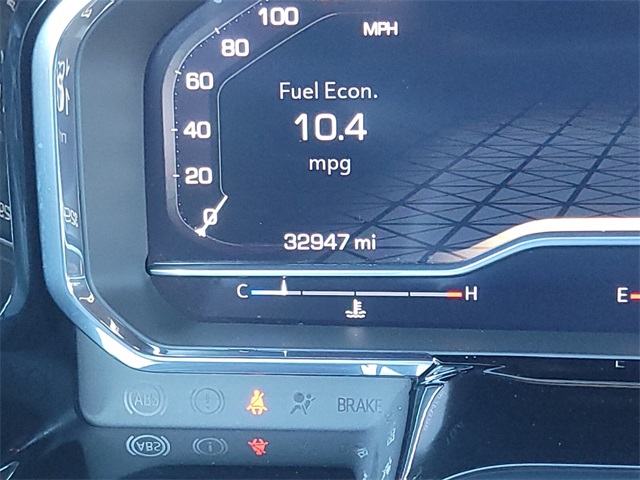 100
MPH
80
60
Fuel Econ.
40
10.4
20
mpg
0
32947 mi
C H E
ABS BRAKE